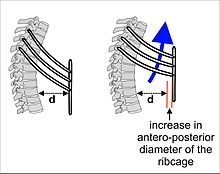 d
d
increase in
antero-posterior
diameter of the
ribcage